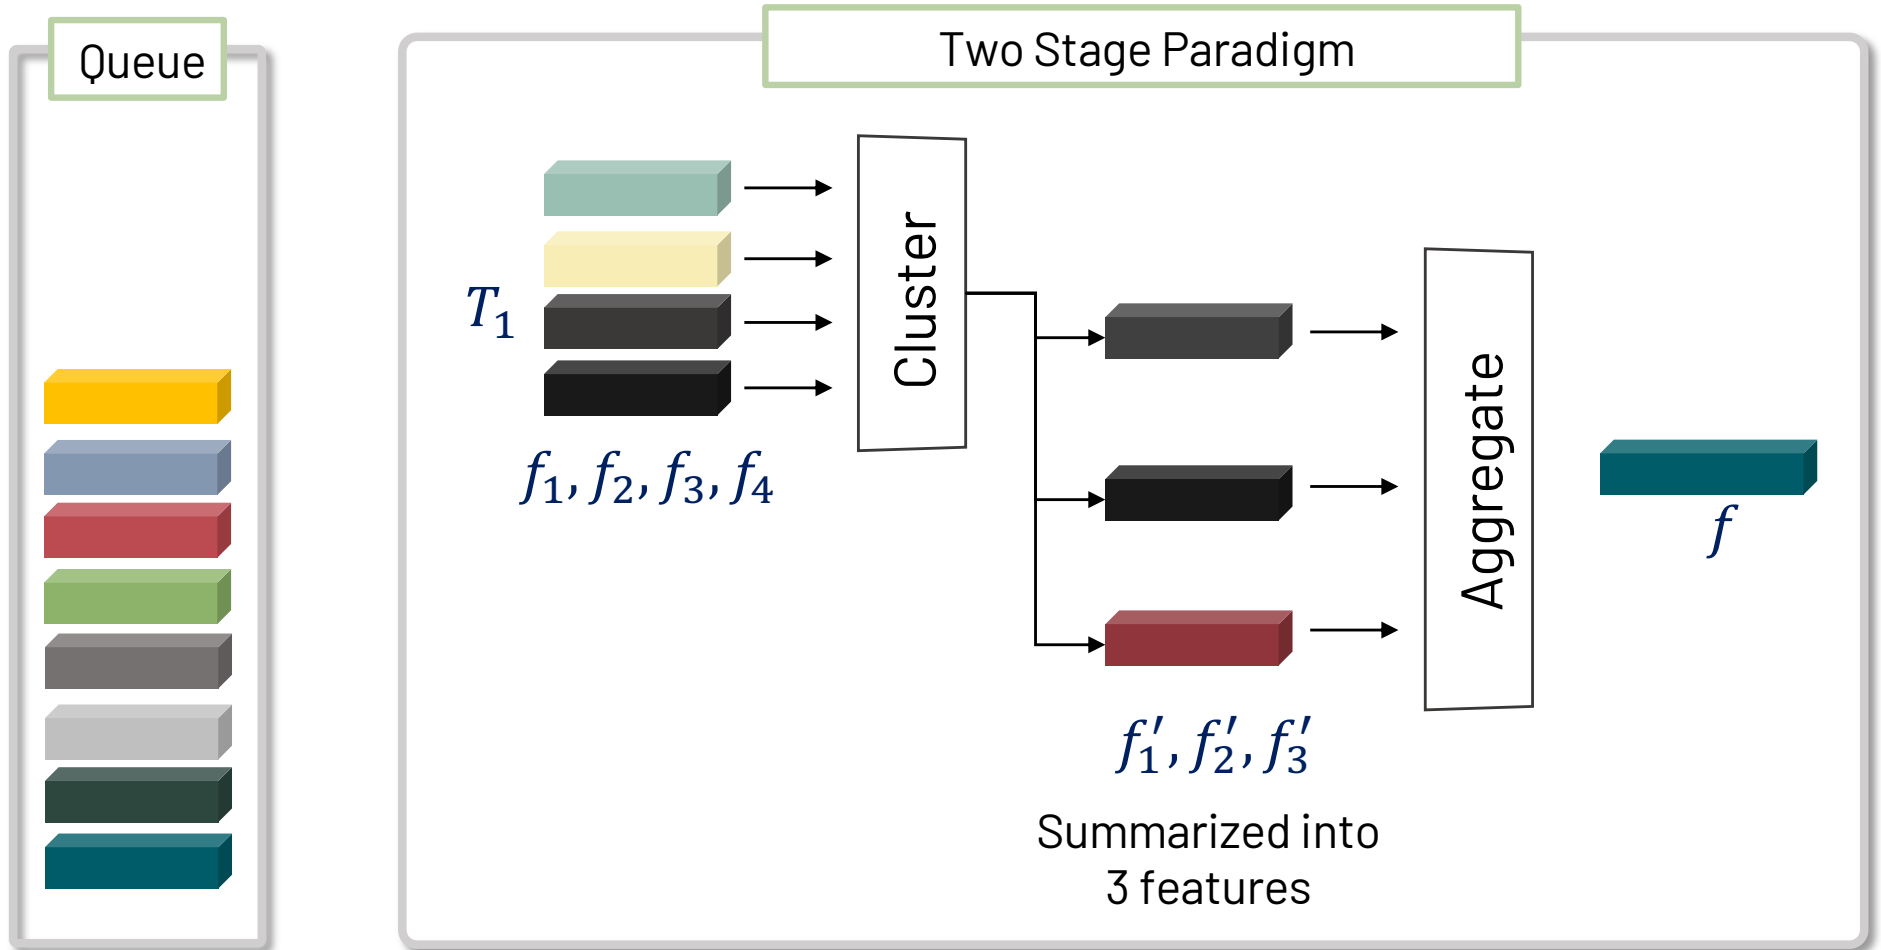 Queue
Two Stage Paradigm
T₁
f₁, f₂, f₃, f₄
Cluster
f₁′, f₂′, f₃′
Summarized into
3 features
Aggregate
f